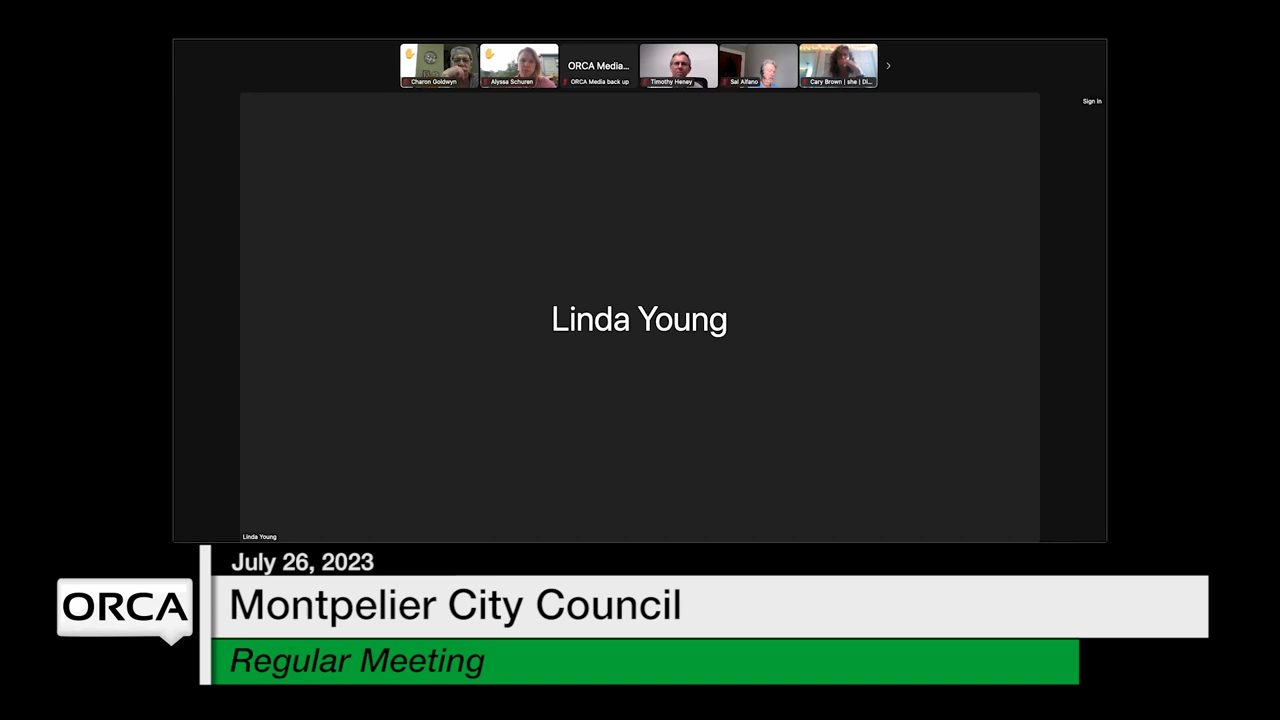 ORCA Media...
Charon Goldwyn
Alyssa Schuren
ORCA Media back up
Timothy Heney
Sal Alfano
Cary Brown | she | Di...
Sign In
Linda Young
Linda Young
July 26, 2023
ORCA
Montpelier City Council
Regular Meeting